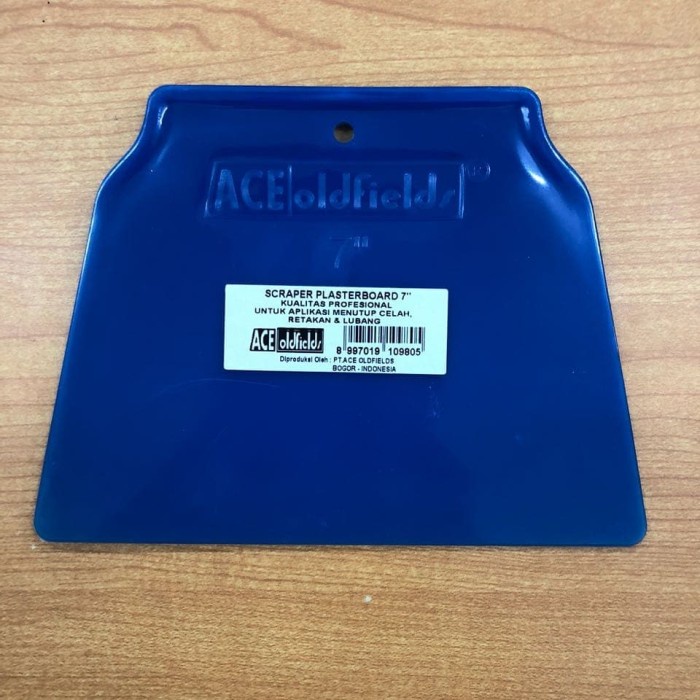 ACE oldfields ®
7"
SCRAPER PLASTERBOARD 7"
KUALITAS PROFESIONAL
UNTUK APLIKASI MENUTUP CELAH,
RETAKAN & LUBANG
ACE oldfields
8 997019 109805
Diproduksi Oleh : PT.ACE OLDFIELDS
BOGOR - INDONESIA